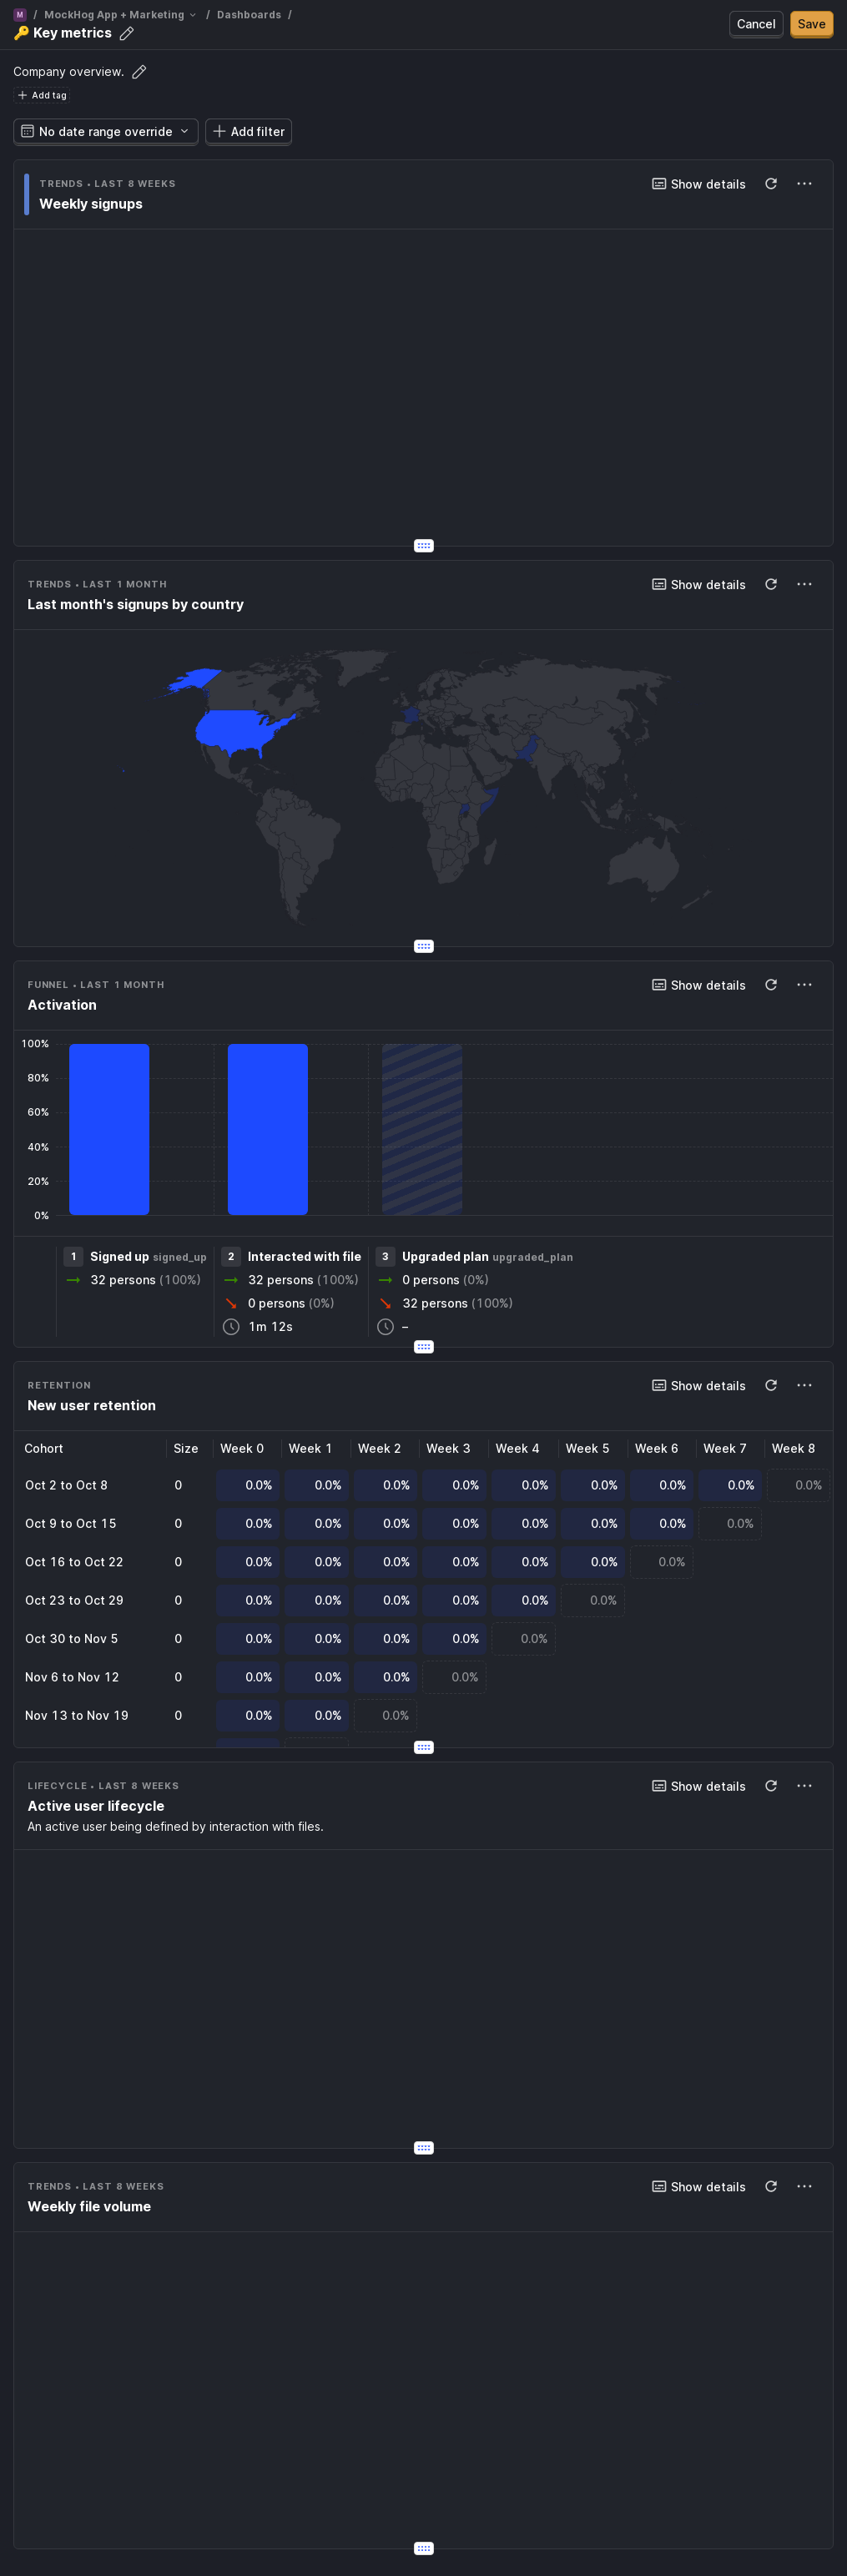 M / MockHog App + Marketing / Dashboards /
🔑 Key metrics
Cancel
Save
Company overview.
Add tag
No date range override
Add filter
TRENDS • LAST 8 WEEKS
Show details
Weekly signups
TRENDS • LAST 1 MONTH
Show details
Last month's signups by country
FUNNEL • LAST 1 MONTH
Show details
Activation
100%
80%
60%
40%
20%
0%
1 Signed up signed_up
32 persons (100%)
2 Interacted with file
32 persons (100%)
0 persons (0%)
1m 12s
3 Upgraded plan upgraded_plan
0 persons (0%)
32 persons (100%)
–
RETENTION
Show details
New user retention
Cohort Size Week 0 Week 1 Week 2 Week 3 Week 4 Week 5 Week 6 Week 7 Week 8
Oct 2 to Oct 8 0 0.0% 0.0% 0.0% 0.0% 0.0% 0.0% 0.0% 0.0% 0.0%
Oct 9 to Oct 15 0 0.0% 0.0% 0.0% 0.0% 0.0% 0.0% 0.0% 0.0%
Oct 16 to Oct 22 0 0.0% 0.0% 0.0% 0.0% 0.0% 0.0% 0.0%
Oct 23 to Oct 29 0 0.0% 0.0% 0.0% 0.0% 0.0% 0.0%
Oct 30 to Nov 5 0 0.0% 0.0% 0.0% 0.0% 0.0%
Nov 6 to Nov 12 0 0.0% 0.0% 0.0% 0.0%
Nov 13 to Nov 19 0 0.0% 0.0% 0.0%
LIFECYCLE • LAST 8 WEEKS
Show details
Active user lifecycle
An active user being defined by interaction with files.
TRENDS • LAST 8 WEEKS
Show details
Weekly file volume